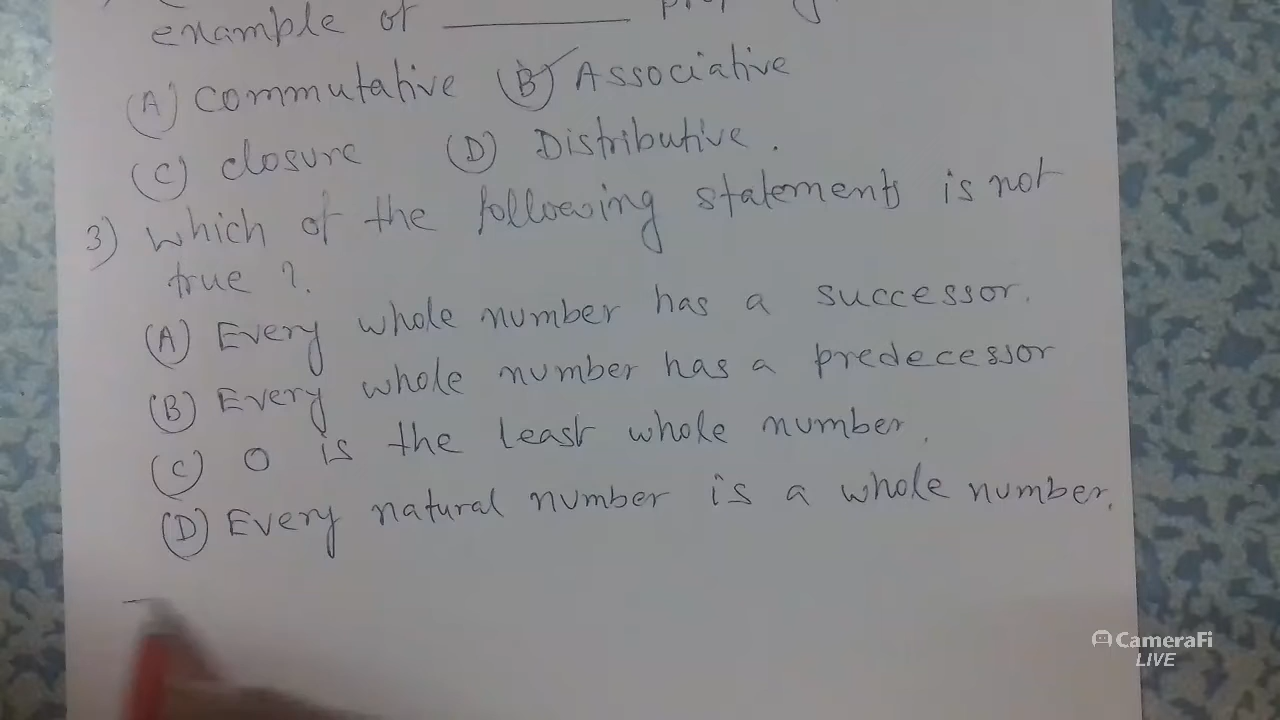 example of ________
(A) Commutative (B) Associative
(C) closure (D) Distributive.
3) Which of the following statements is not
true ?.
(A) Every whole number has a successor.
(B) Every whole number has a predecessor
(C) 0 is the least whole number.
(D) Every natural number is a whole number.
CameraFi
LIVE